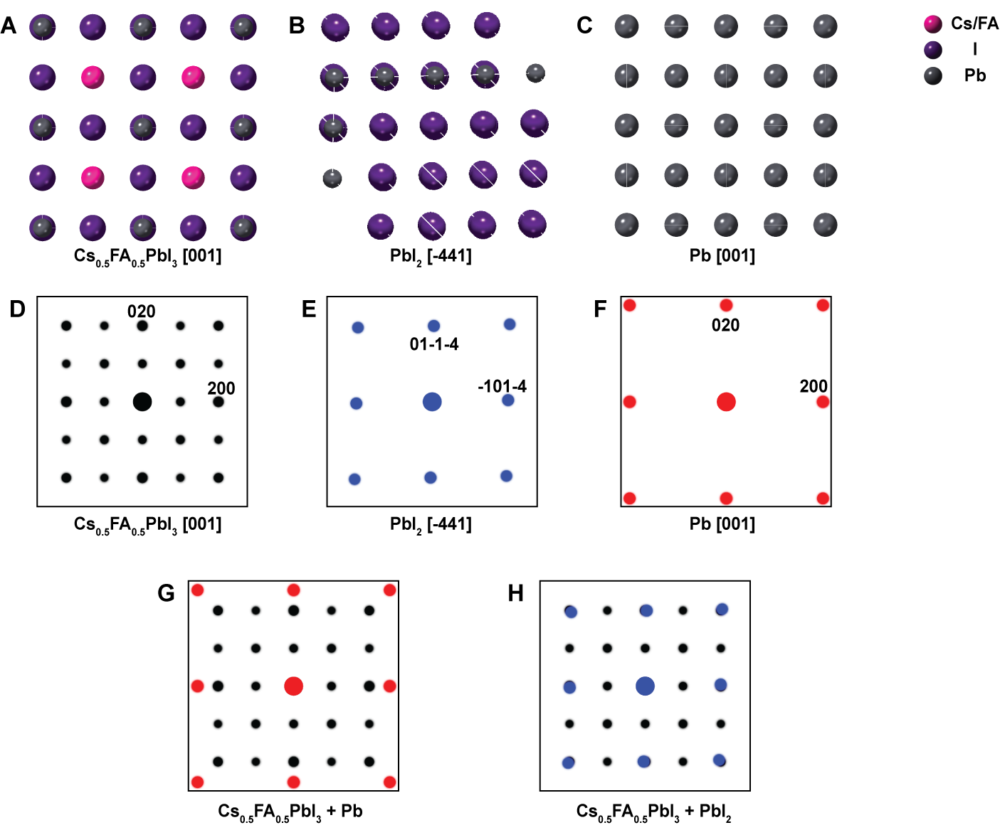 A
B
C
Cs/FA
I
Pb
Cs0.5FA0.5PbI3 [001]
PbI2 [-441]
Pb [001]
D
020
200
E
01-1-4
-101-4
F
020
200
Cs0.5FA0.5PbI3 [001]
PbI2 [-441]
Pb [001]
G
H
Cs0.5FA0.5PbI3 + Pb
Cs0.5FA0.5PbI3 + PbI2